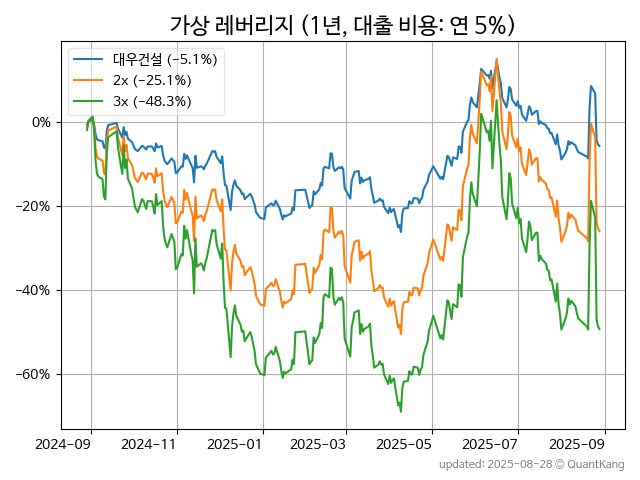 가상 레버리지 (1년, 대출 비용: 연 5%)
대우건설 (−5.1%)
2x (−25.1%)
3x (−48.3%)
0%
−20%
−40%
−60%
2024-09 2024-11 2025-01 2025-03 2025-05 2025-07 2025-09
updated: 2025-08-28 © QuantKang